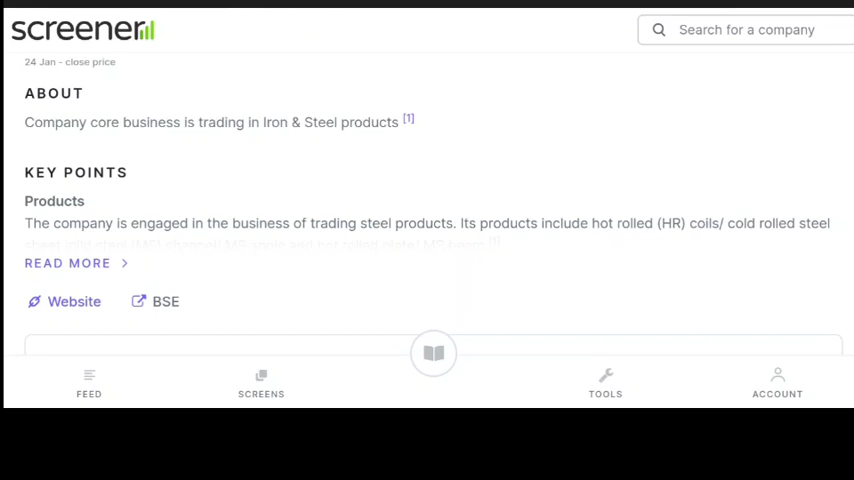 screener
Search for a company
24 Jan - close price
ABOUT
Company core business is trading in Iron & Steel products [1]
KEY POINTS
Products
The company is engaged in the business of trading steel products. Its products include hot rolled (HR) coils/ cold rolled steel
[1]
READ MORE
Website
BSE
FEED
SCREENS
TOOLS
ACCOUNT